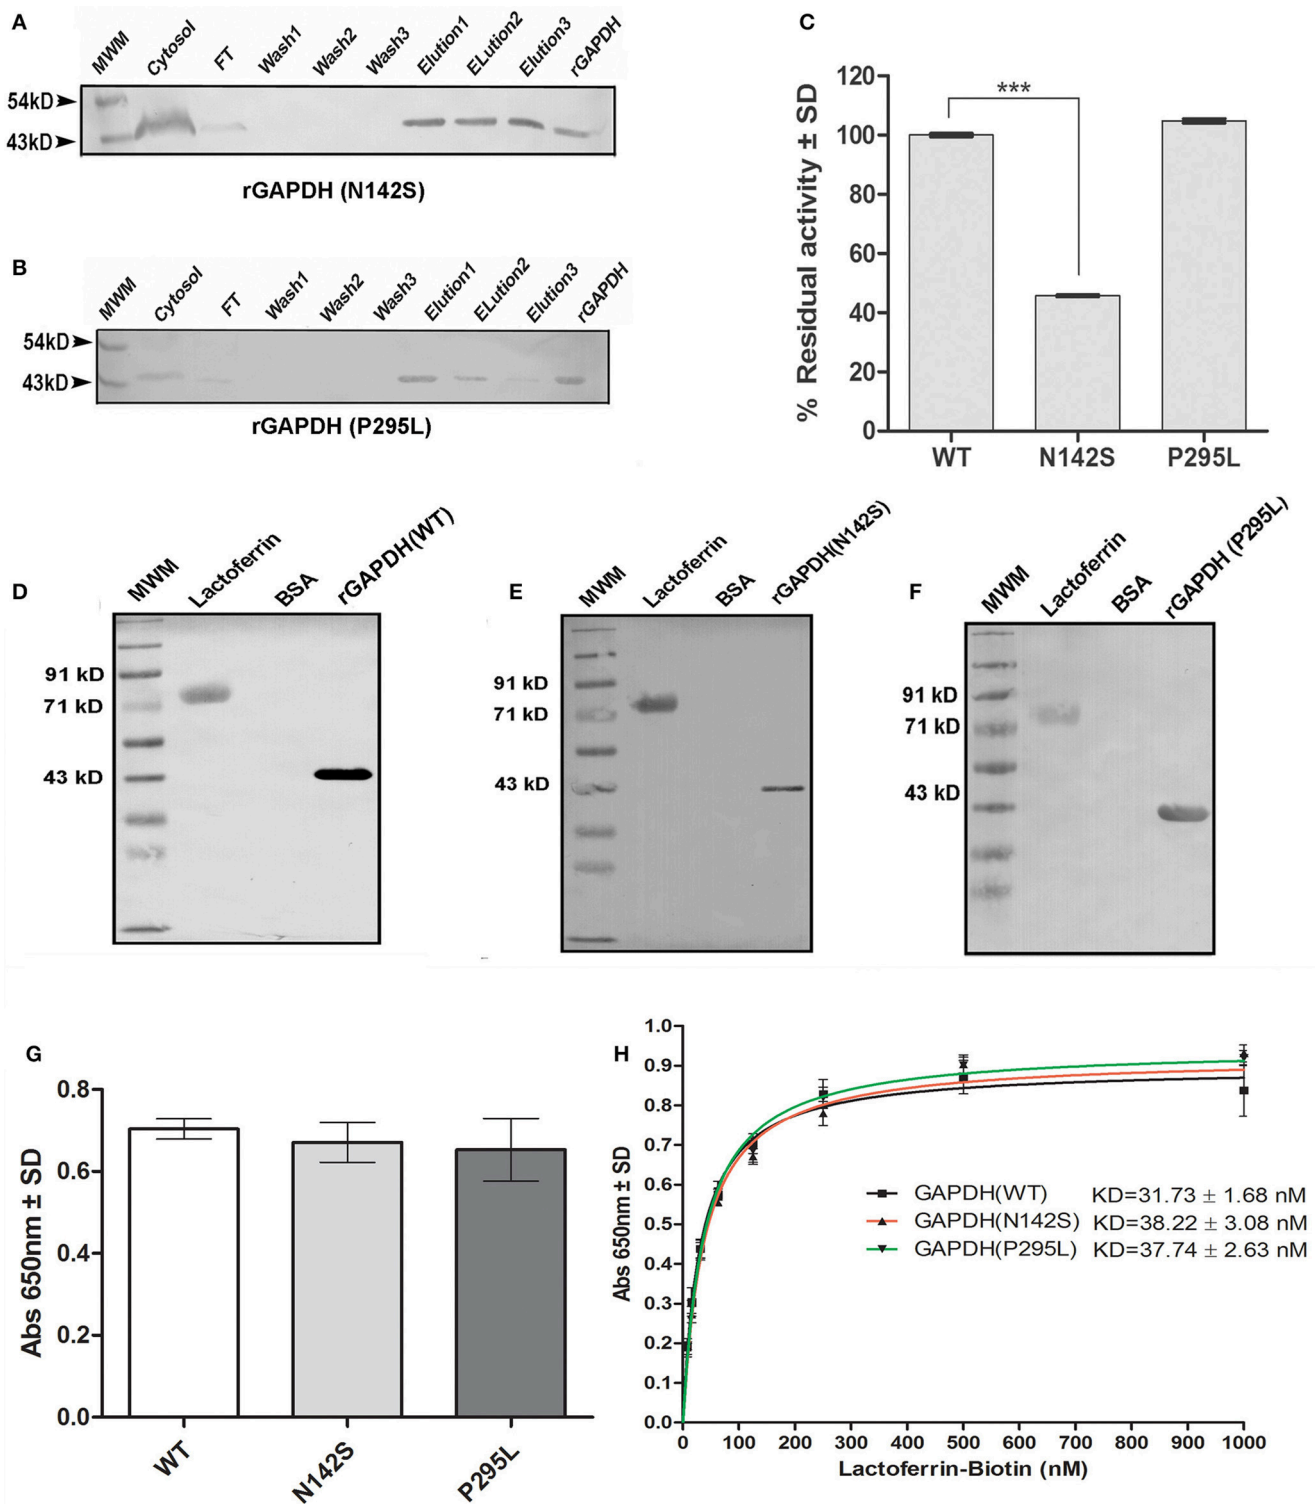 A
MWM Cytosol FT Wash1 Wash2 Wash3 Elution1 ELution2 Elution3 rGAPDH
54kD
43kD
rGAPDH (N142S)
B
MWM Cytosol FT Wash1 Wash2 Wash3 Elution1 ELution2 Elution3 rGAPDH
54kD
43kD
rGAPDH (P295L)
C
% Residual activity ± SD
120
100
80
60
40
20
0
***
WT N142S P295L
D
MWM Lactoferrin BSA rGAPDH(WT)
91 kD
71 kD
43 kD
E
MWM Lactoferrin BSA rGAPDH(N142S)
91 kD
71 kD
43 kD
F
MWM Lactoferrin BSA rGAPDH (P295L)
91 kD
71 kD
43 kD
G
Abs 650nm ± SD
0.8
0.6
0.4
0.2
0.0
WT N142S P295L
H
Abs 650nm ± SD
1.0
0.9
0.8
0.7
0.6
0.5
0.4
0.3
0.2
0.1
0.0
GAPDH(WT) KD=31.73 ± 1.68 nM
GAPDH(N142S) KD=38.22 ± 3.08 nM
GAPDH(P295L) KD=37.74 ± 2.63 nM
0 100 200 300 400 500 600 700 800 900 1000
Lactoferrin-Biotin (nM)